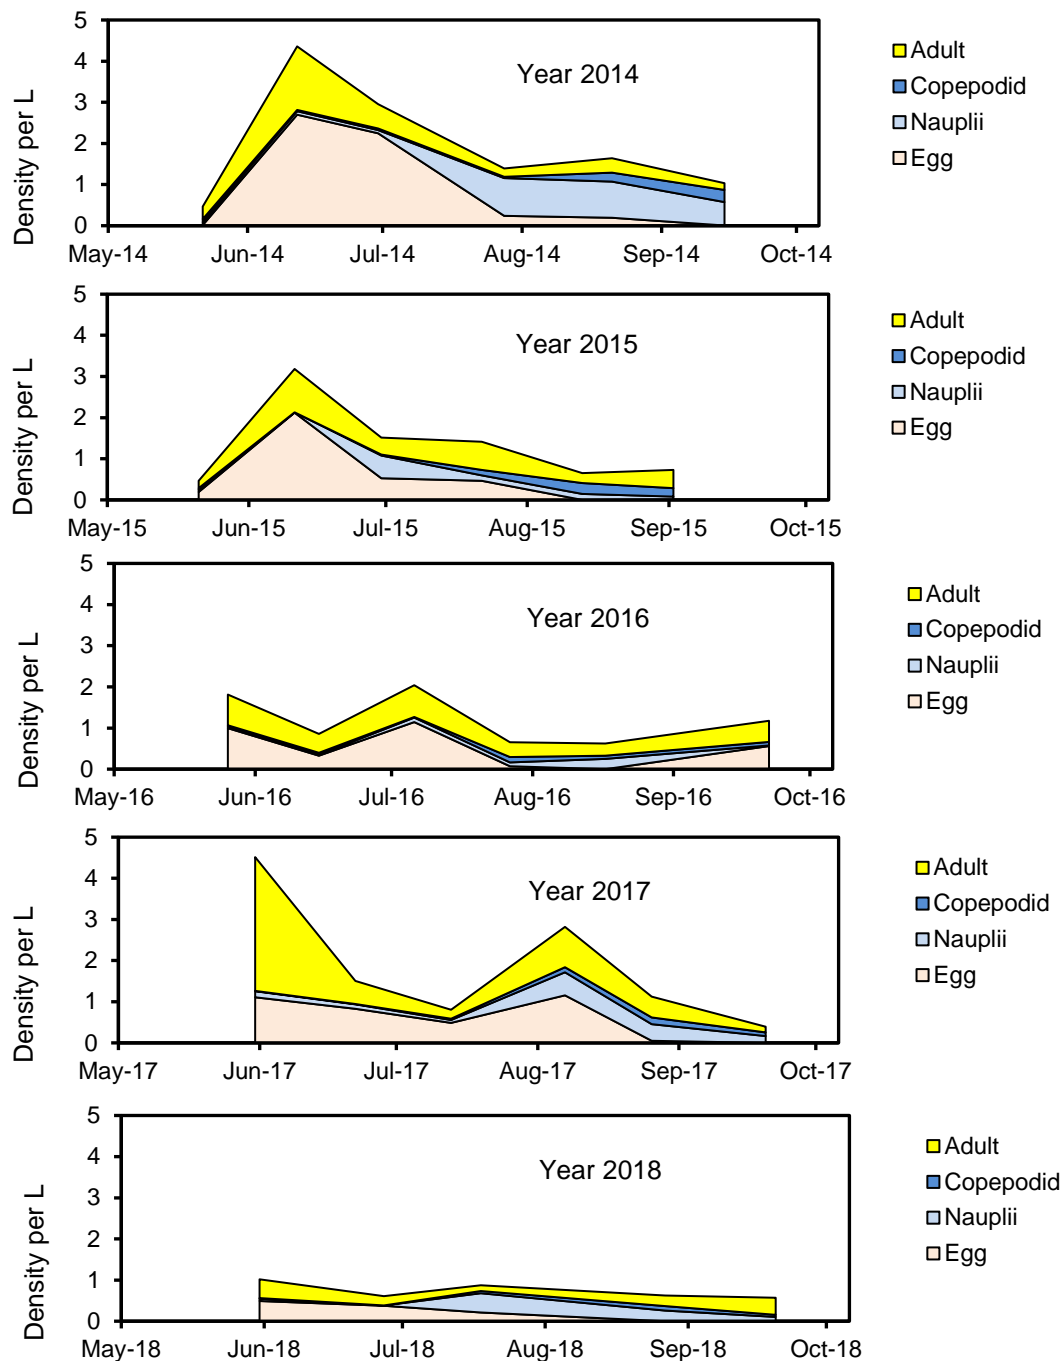 5
4
3
2
1
0
Density per L
Year 2014
May-14 Jun-14 Jul-14 Aug-14 Sep-14 Oct-14
Adult
Copepodid
Nauplii
Egg
5
4
3
2
1
0
Density per L
Year 2015
May-15 Jun-15 Jul-15 Aug-15 Sep-15 Oct-15
Adult
Copepodid
Nauplii
Egg
5
4
3
2
1
0
Density per L
Year 2016
May-16 Jun-16 Jul-16 Aug-16 Sep-16 Oct-16
Adult
Copepodid
Nauplii
Egg
5
4
3
2
1
0
Density per L
Year 2017
May-17 Jun-17 Jul-17 Aug-17 Sep-17 Oct-17
Adult
Copepodid
Nauplii
Egg
5
4
3
2
1
0
Density per L
Year 2018
May-18 Jun-18 Jul-18 Aug-18 Sep-18 Oct-18
Adult
Copepodid
Nauplii
Egg